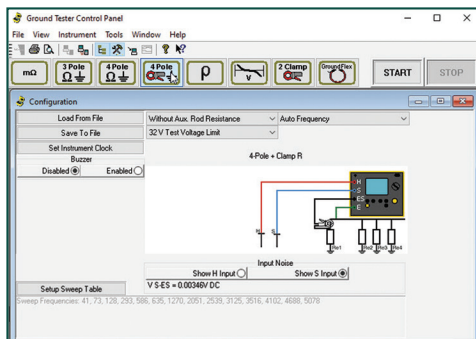 Ground Tester Control Panel
File View Instrument Tools Window Help
mΩ
3 Pole
Ω
4 Pole
Ω
4 Pole
ρ
V
2 Clamp
GroundFlex
START
STOP
Configuration
Load From File
Without Aux. Rod Resistance
Auto Frequency
Save To File
32 V Test Voltage Limit
Set Instrument Clock
Buzzer
Disabled
Enabled
4-Pole + Clamp R
H
S
ES
E
H
S
Re1
Re2
Re3
Re4
Input Noise
Show H Input
Show S Input
Setup Sweep Table
V S-ES = 0.00346V DC
Sweep Frequencies: 41, 73, 128, 293, 586, 635, 1270, 2051, 2539, 3125, 3516, 4102, 4688, 5078